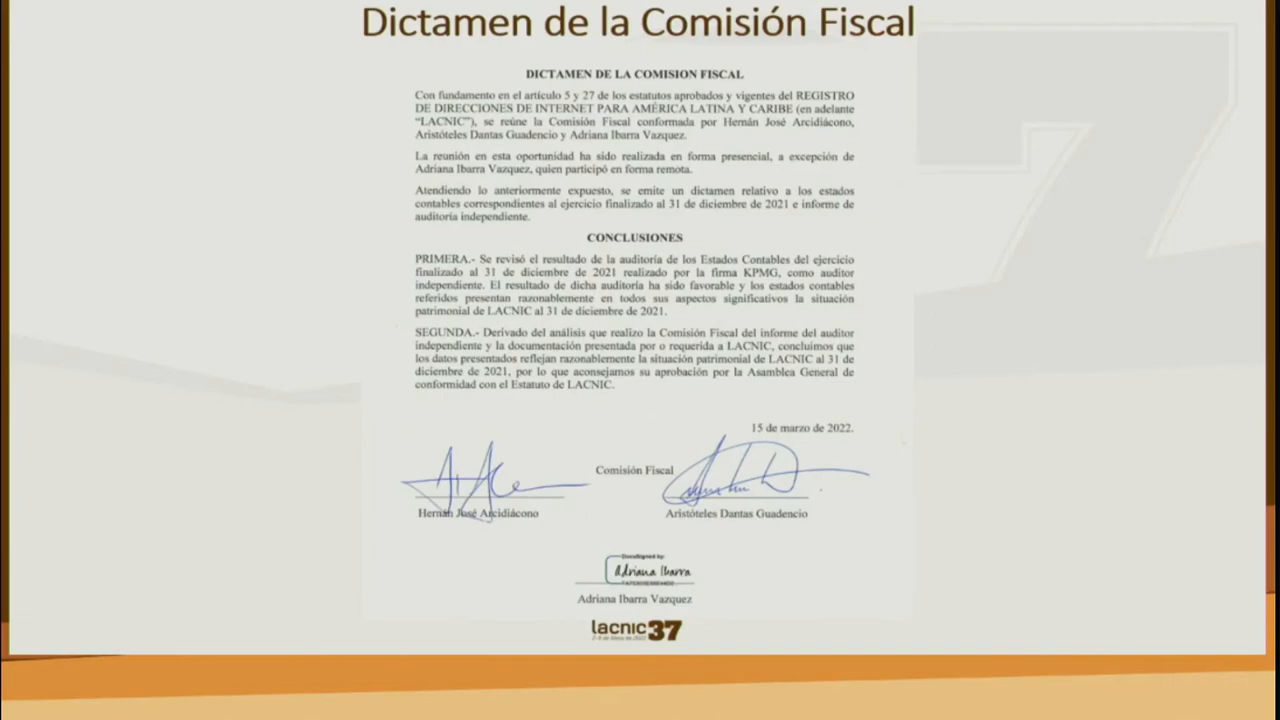 Dictamen de la Comisión Fiscal
DICTAMEN DE LA COMISION FISCAL
Con fundamento en el artículo 5 y 27 de los estatutos aprobados y vigentes del REGISTRO
DE DIRECCIONES DE INTERNET PARA AMÉRICA LATINA Y CARIBE (en adelante
“LACNIC”), se reúne la Comisión Fiscal conformada por Hernán José Arcidiácono,
Aristóteles Dantas Guadencio y Adriana Ibarra Vazquez.
La reunión en esta oportunidad ha sido realizada en forma presencial, a excepción de
Adriana Ibarra Vazquez, quien participó en forma remota.
Atendiendo lo anteriormente expuesto, se emite un dictamen relativo a los estados
contables correspondientes al ejercicio finalizado al 31 de diciembre de 2021 e informe de
auditoría independiente.
CONCLUSIONES
PRIMERA.- Se revisó el resultado de la auditoría de los Estados Contables del ejercicio
finalizado al 31 de diciembre de 2021 realizado por la firma KPMG, como auditor
independiente. El resultado de dicha auditoría ha sido favorable y los estados contables
referidos presentan razonablemente en todos sus aspectos significativos la situación
patrimonial de LACNIC al 31 de diciembre de 2021.
SEGUNDA.- Derivado del análisis que realizo la Comisión Fiscal del informe del auditor
independiente y la documentación presentada por o requerida a LACNIC, concluimos que
los datos presentados reflejan razonablemente la situación patrimonial de LACNIC al 31 de
diciembre de 2021, por lo que aconsejamos su aprobación por la Asamblea General de
conformidad con el Estatuto de LACNIC.
15 de marzo de 2022.
Comisión Fiscal
Hernán José Arcidiácono
Aristóteles Dantas Guadencio
DocuSigned by:
Adriana Ibarra
Adriana Ibarra Vazquez
lacnic37